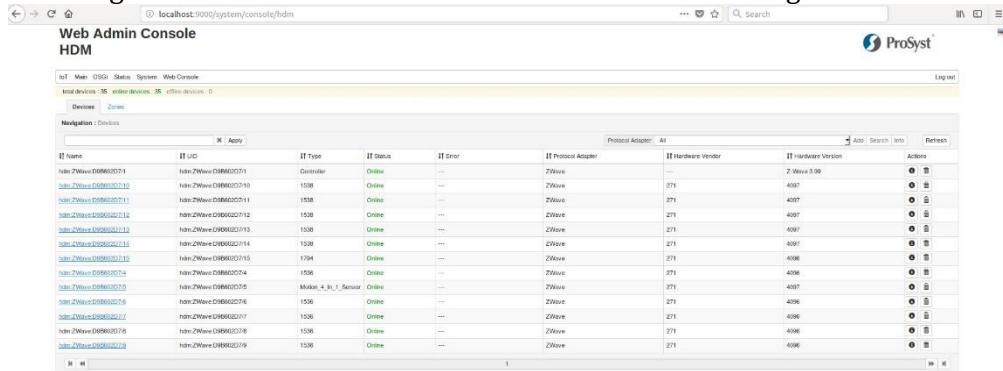 localhost:9000/system/console/hdm
Search
Web Admin Console
HDM
ProSyst
IoT Main OSGi Status System Web Console Log out
total devices : 35 online devices : 35 offline devices : 0
Devices Zones
Navigation : Devices
Apply Protocol Adapter All Add Search Info Refresh
Name UID Type Status Error Protocol Adapter Hardware Vendor Hardware Version Actions
hdm:ZWave:D9B602D7/1 hdm:ZWave:D9B602D7/1 Controller Online --- ZWave --- Z-Wave 3.99
hdm:ZWave:D9B602D7/10 hdm:ZWave:D9B602D7/10 1538 Online --- ZWave 271 4097
hdm:ZWave:D9B602D7/11 hdm:ZWave:D9B602D7/11 1538 Online --- ZWave 271 4097
hdm:ZWave:D9B602D7/12 hdm:ZWave:D9B602D7/12 1538 Online --- ZWave 271 4097
hdm:ZWave:D9B602D7/13 hdm:ZWave:D9B602D7/13 1538 Online --- ZWave 271 4097
hdm:ZWave:D9B602D7/14 hdm:ZWave:D9B602D7/14 1538 Online --- ZWave 271 4097
hdm:ZWave:D9B602D7/15 hdm:ZWave:D9B602D7/15 1794 Online --- ZWave 271 4096
hdm:ZWave:D9B602D7/4 hdm:ZWave:D9B602D7/4 1536 Online --- ZWave 271 4096
hdm:ZWave:D9B602D7/5 hdm:ZWave:D9B602D7/5 Motion_4_In_1_Sensor Online --- ZWave 271 4097
hdm:ZWave:D9B602D7/6 hdm:ZWave:D9B602D7/6 1536 Online --- ZWave 271 4096
hdm:ZWave:D9B602D7/7 hdm:ZWave:D9B602D7/7 1536 Online --- ZWave 271 4096
hdm:ZWave:D9B602D7/8 hdm:ZWave:D9B602D7/8 1536 Online --- ZWave 271 4096
hdm:ZWave:D9B602D7/9 hdm:ZWave:D9B602D7/9 1536 Online --- ZWave 271 4096
1